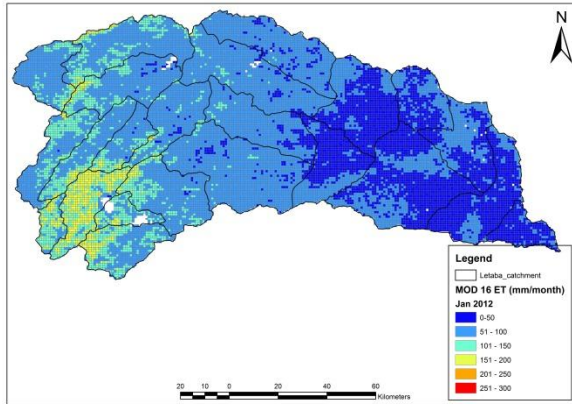 N
Legend
Letaba_catchment
MOD 16 ET (mm/month)
Jan 2012
0-50
51 - 100
101 - 150
151 - 200
201 - 250
251 - 300
20 10 0 20 40 60
Kilometers